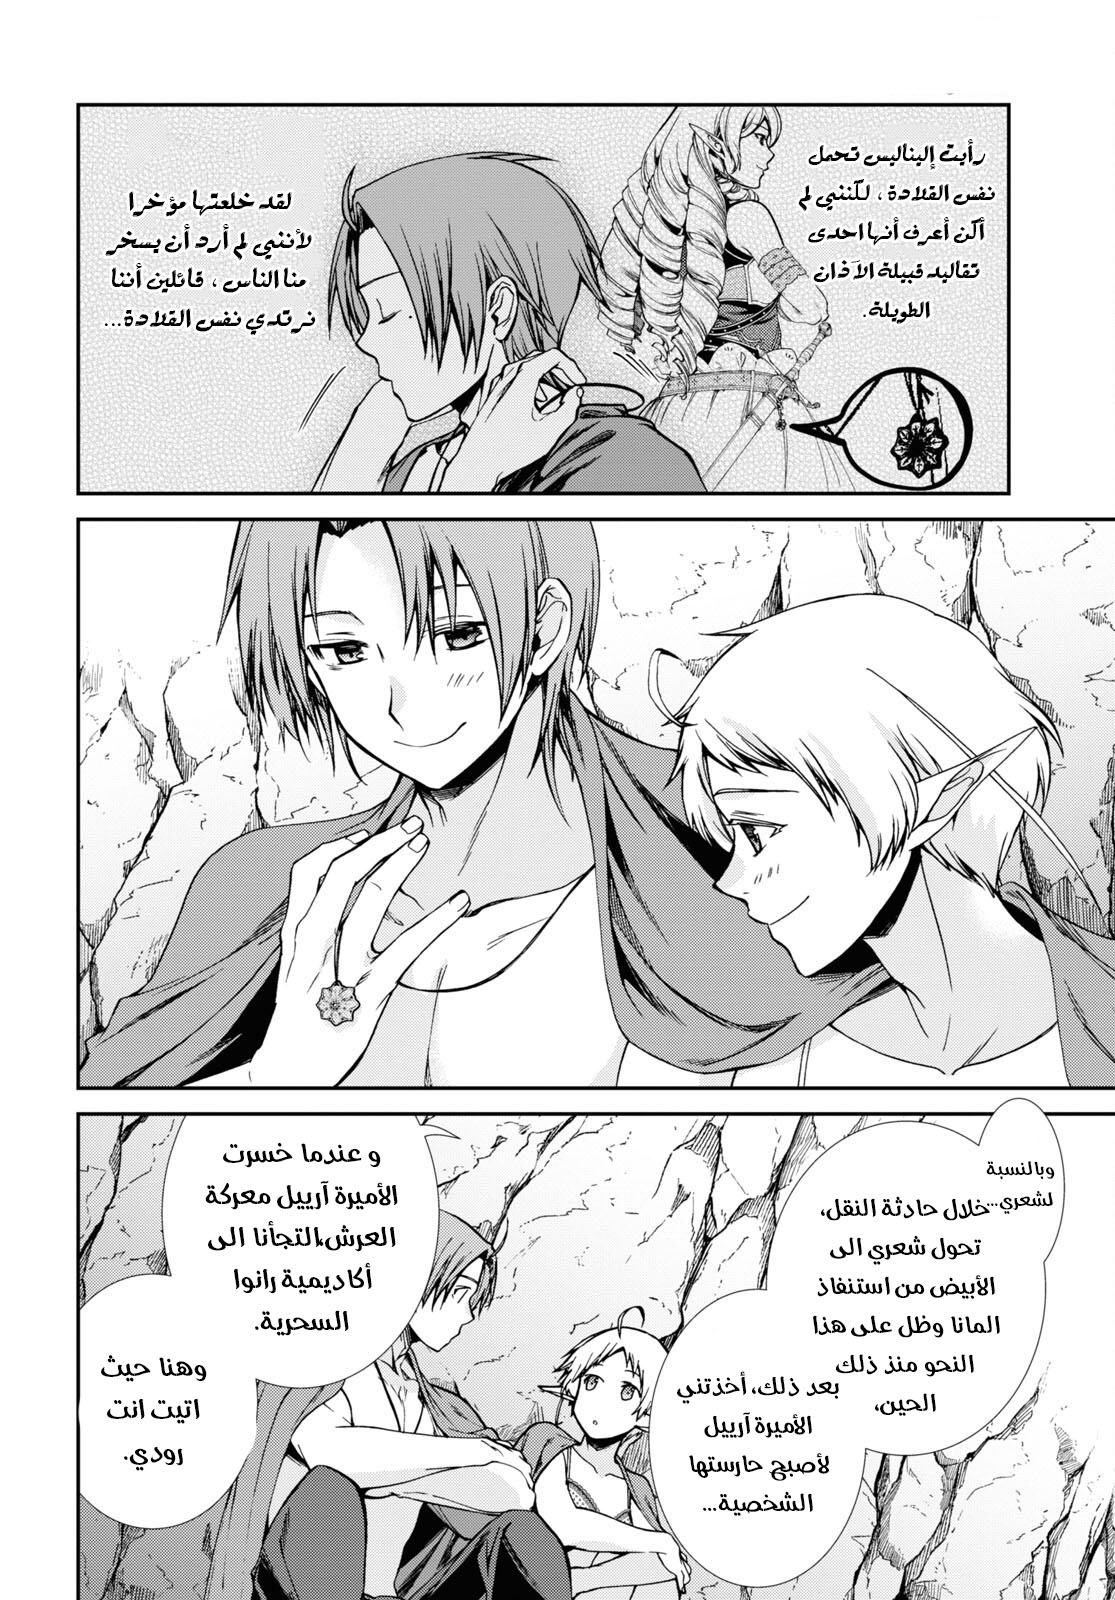 رأيت إليناليس تحمل
نفس القلادة ، لكنني لم
أكن أعرف أنها احدى
تقاليد قبيلة الآذان
الطويلة.
لقد خلعتها مؤخرا
لأنني لم أرد أن يسخر
منا الناس ، قائلين أننا
نرتدي نفس القلادة...
وبالنسبة
لشعري...
خلال حادثة النقل،
تحول شعري الى
الأبيض من استنفاذ
المانا وظل على هذا
النحو منذ ذلك
الحين،
بعد ذلك، أخذتني
الأميرة آرييل
لأصبح حارستها
الشخصية...
و عندما خسرت
الأميرة آرييل معركة
العرش،التجأنا الى
أكاديمية رانوا
السحرية.
وهنا حيث
اتيت انت
رودي.